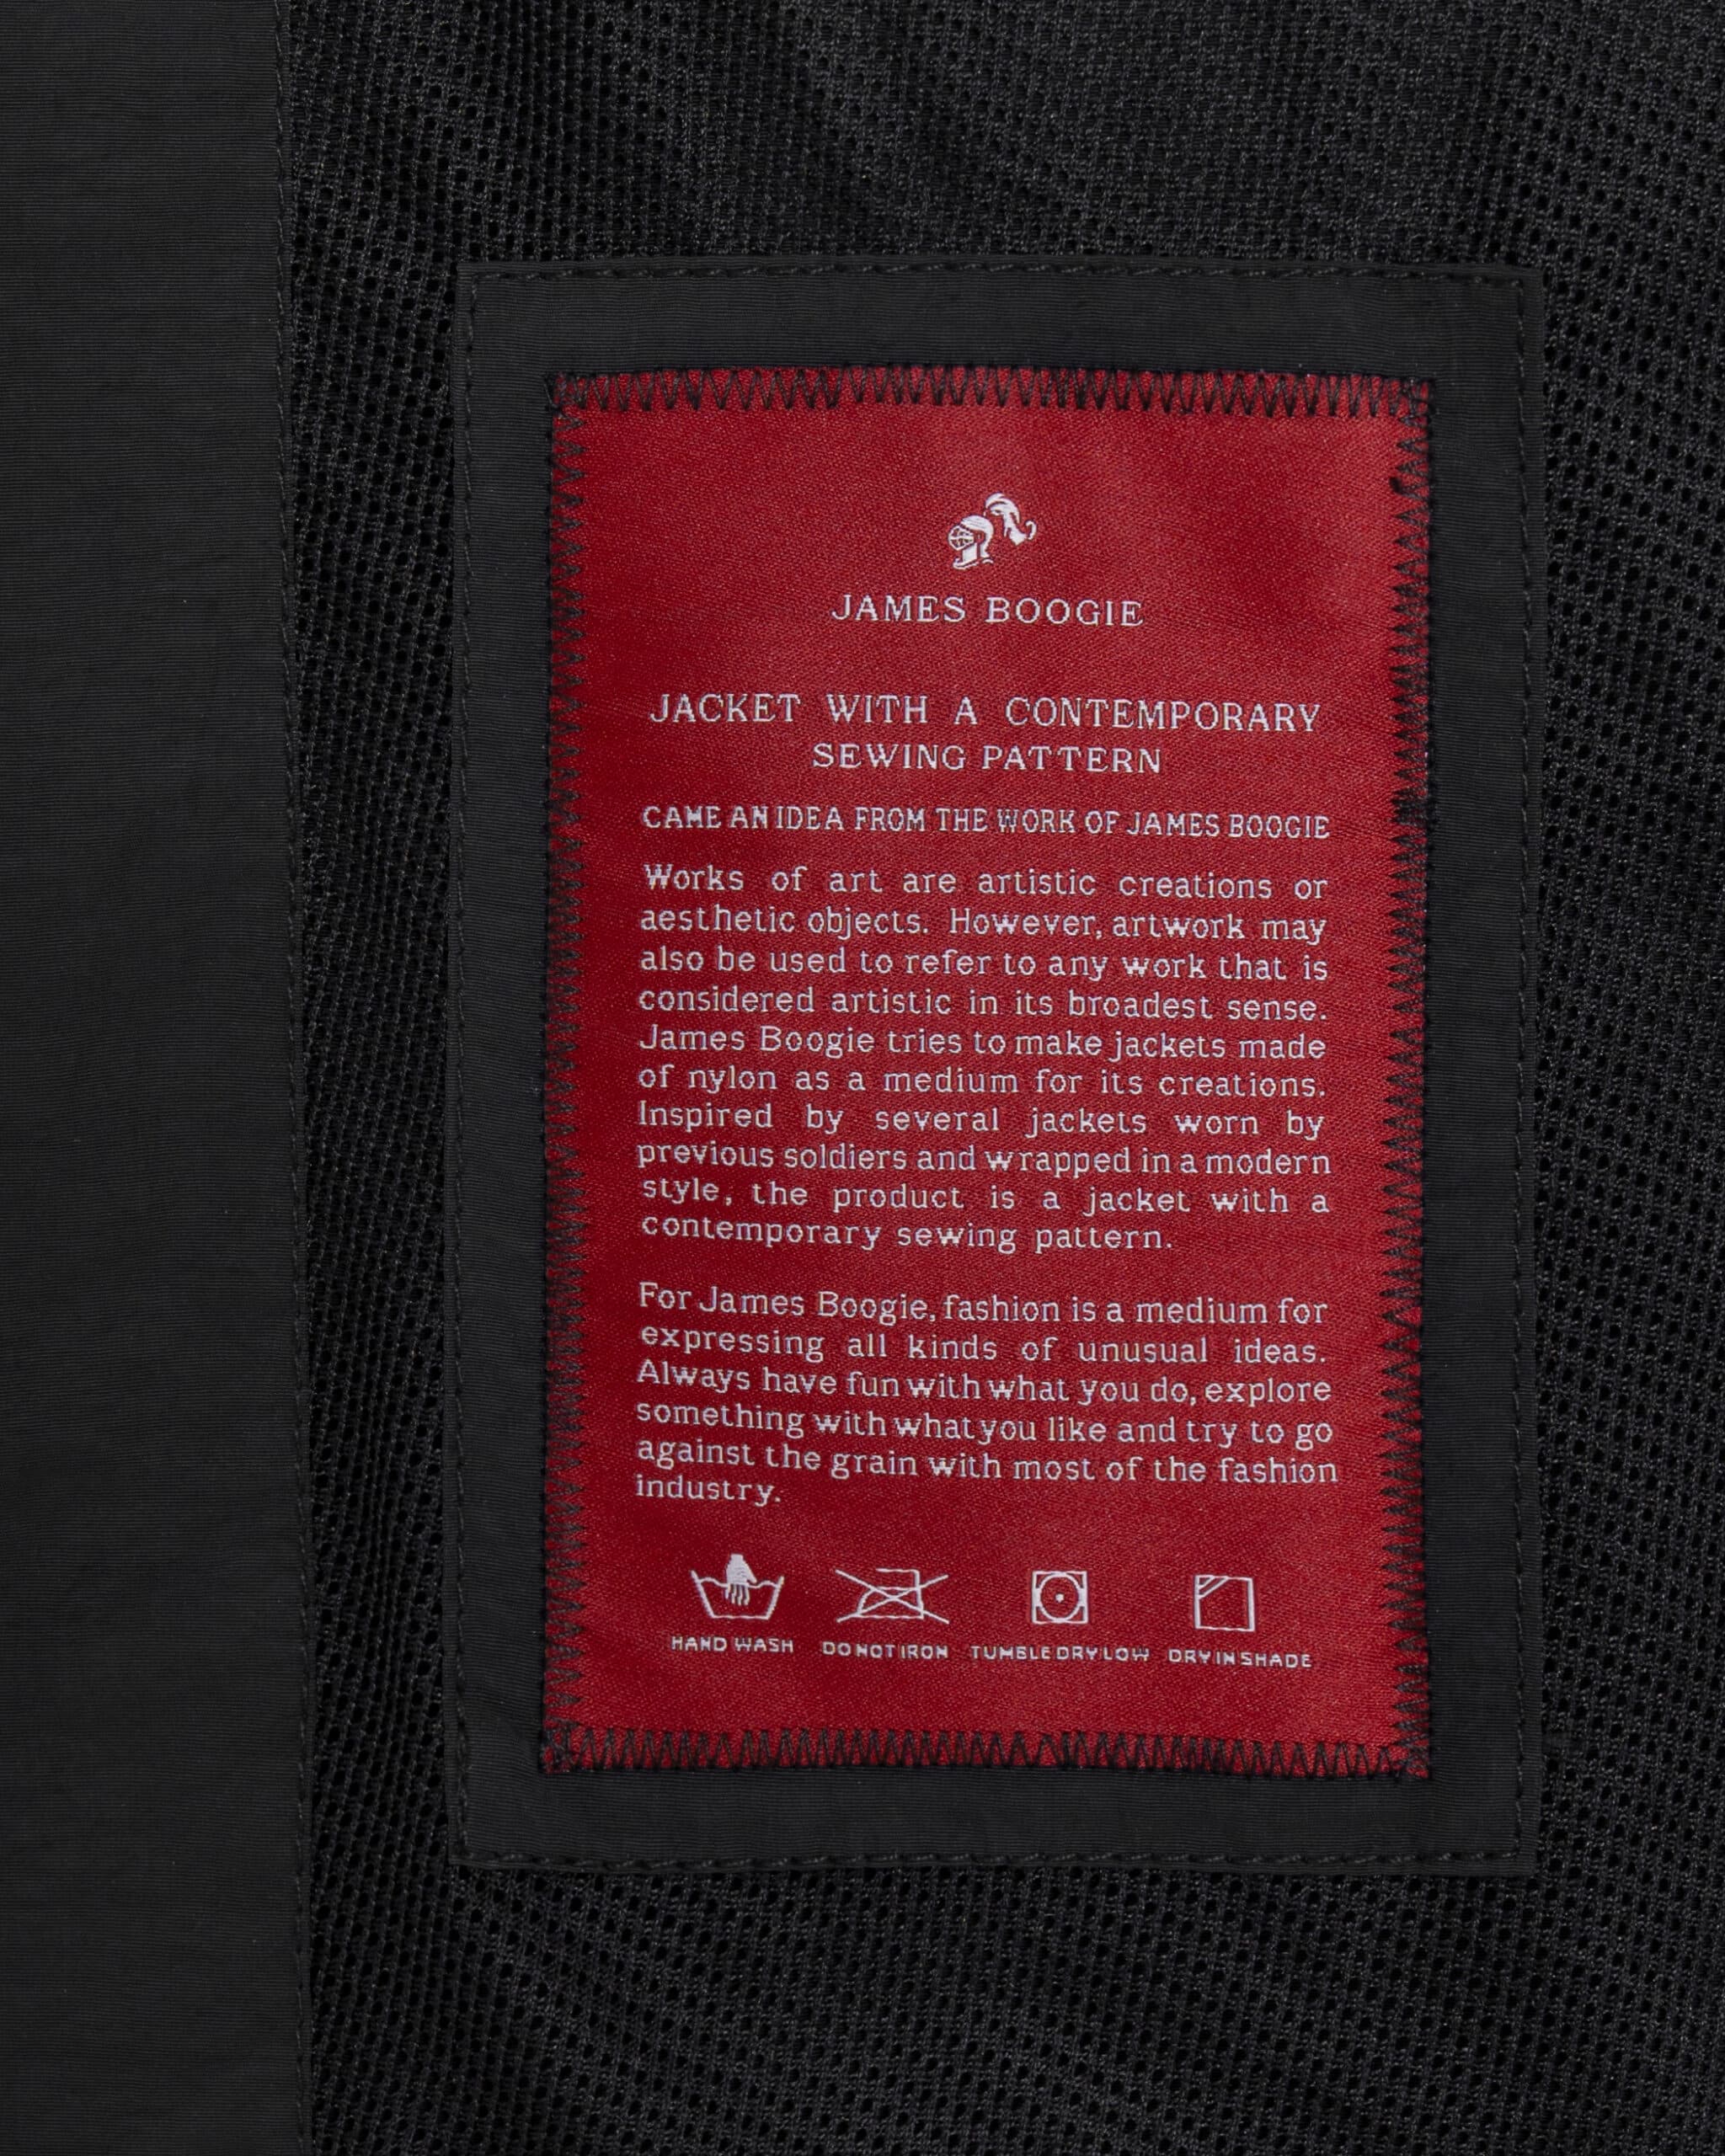 JAMES BOOGIE
JACKET WITH A CONTEMPORARY
SEWING PATTERN
CAME AN IDEA FROM THE WORK OF JAMES BOOGIE
Works of art are artistic creations or
aesthetic objects. However, artwork may
also be used to refer to any work that is
considered artistic in its broadest sense.
James Boogie tries to make jackets made
of nylon as a medium for its creations.
Inspired by several jackets worn by
previous soldiers and wrapped in a modern
style, the product is a jacket with a
contemporary sewing pattern.
For James Boogie, fashion is a medium for
expressing all kinds of unusual ideas.
Always have fun with what you do, explore
something with what you like and try to go
against the grain with most of the fashion
industry.
HAND WASH DO NOT IRON TUMBLE DRY LOW DRY IN SHADE